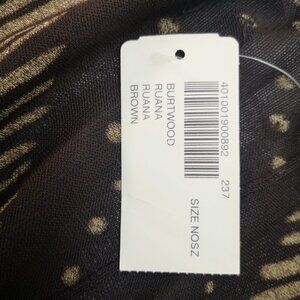 401001900892 237
SIZE NOSZ
BURTWOOD
RUANA
RUANA
BROWN